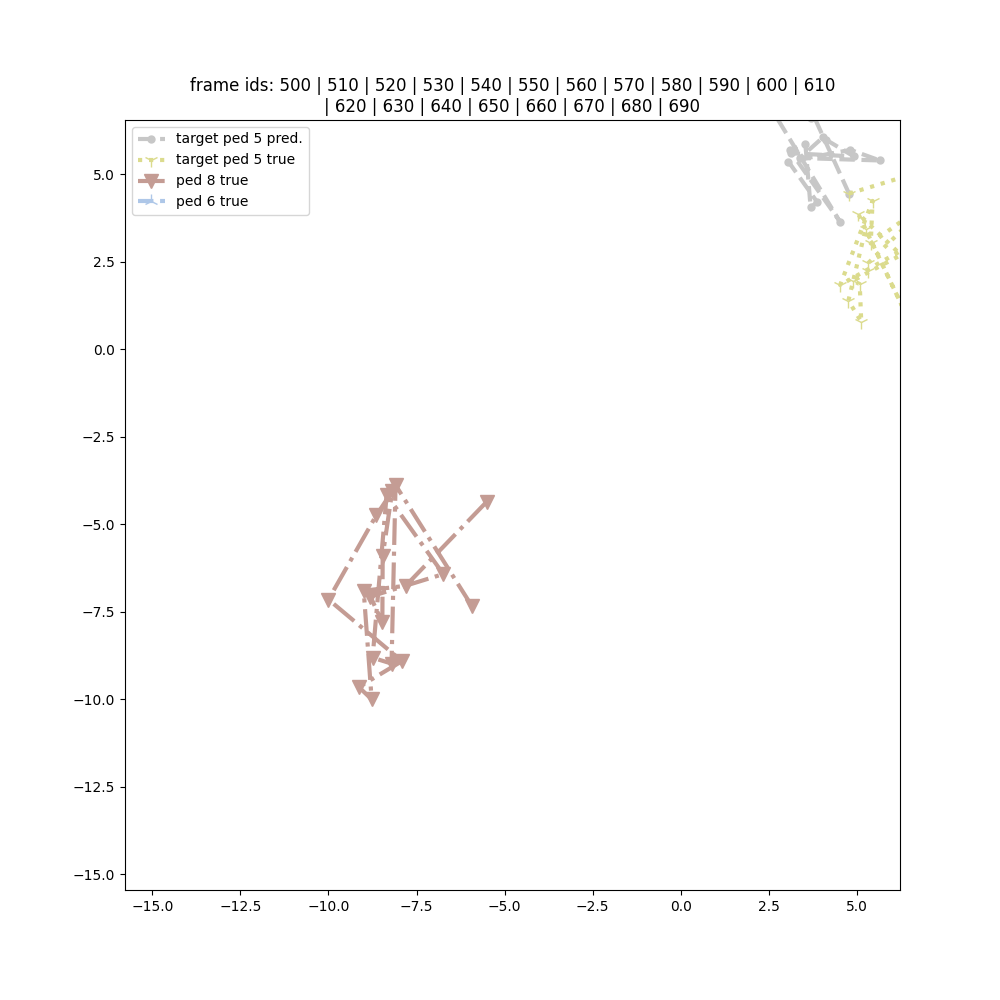 frame ids: 500 | 510 | 520 | 530 | 540 | 550 | 560 | 570 | 580 | 590 | 600 | 610
| 620 | 630 | 640 | 650 | 660 | 670 | 680 | 690
target ped 5 pred.
target ped 5 true
ped 8 true
ped 6 true
5.0
2.5
0.0
−2.5
−5.0
−7.5
−10.0
−12.5
−15.0
−15.0 −12.5 −10.0 −7.5 −5.0 −2.5 0.0 2.5 5.0